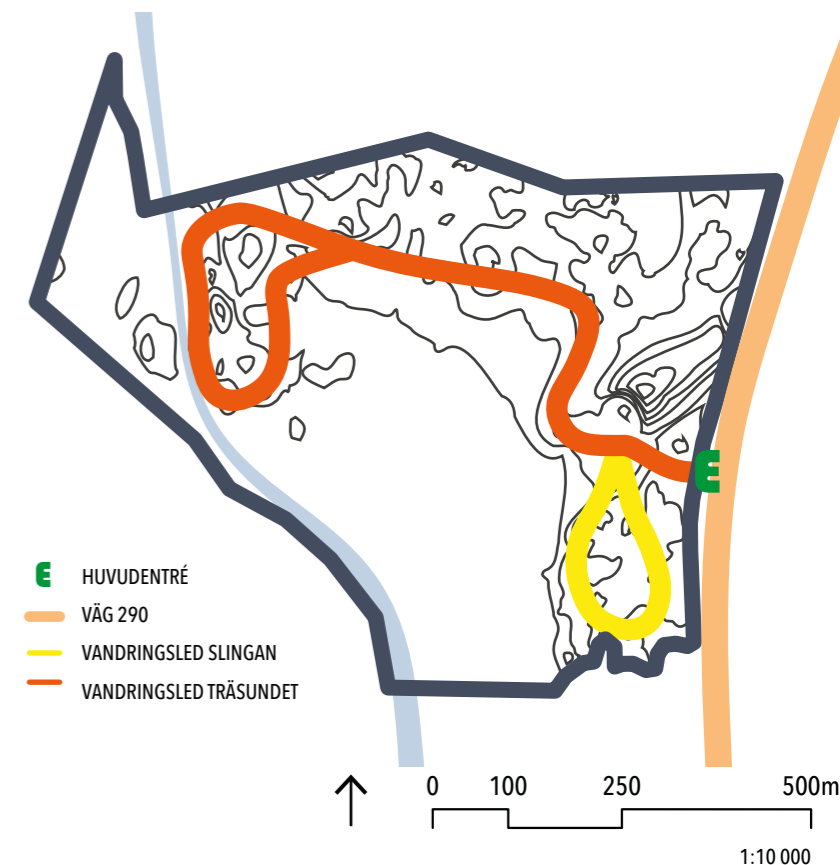 E
E HUVUDENTRÉ
VÄG 290
VANDRINGSLED SLINGAN
VANDRINGSLED TRÄSUNDET
0 100 250 500m
1:10 000